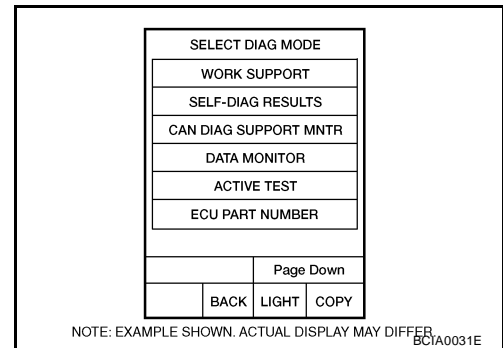 SELECT DIAG MODE
WORK SUPPORT
SELF-DIAG RESULTS
CAN DIAG SUPPORT MNTR
DATA MONITOR
ACTIVE TEST
ECU PART NUMBER
Page Down
BACK LIGHT COPY
NOTE: EXAMPLE SHOWN. ACTUAL DISPLAY MAY DIFFER.
BCIA0031E